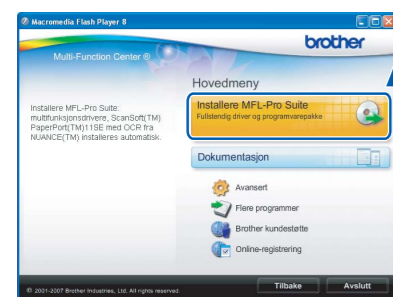 Macromedia Flash Player 8
brother
Multi-Function Center ®
Hovedmeny
Installere MFL-Pro Suite
Fullstendig driver og programvarepakke
Installere MFL-Pro Suite:
multifunksjonsdrivere, ScanSoft(TM)
PaperPort(TM)11SE med OCR fra
NUANCE(TM) installeres automatisk.
Dokumentasjon
Avansert
Flere programmer
Brother kundestøtte
Online-registrering
© 2001-2007 Brother Industries, Ltd. All rights reserved.
Tilbake
Avslutt